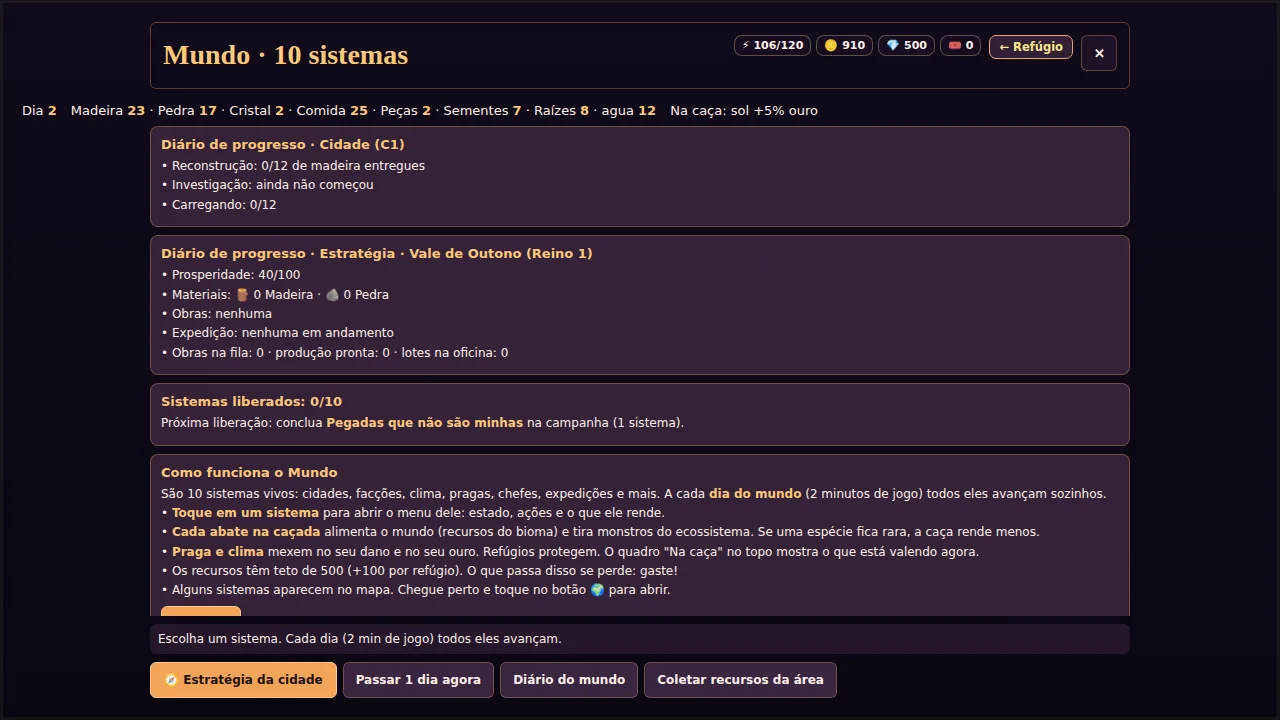 Mundo · 10 sistemas
⚡ 106/120 🪙 910 💎 500 🎟️ 0 ← Refúgio ×
Dia 2 Madeira 23 · Pedra 17 · Cristal 2 · Comida 25 · Peças 2 · Sementes 7 · Raízes 8 · agua 12 Na caça: sol +5% ouro
Diário de progresso · Cidade (C1)
• Reconstrução: 0/12 de madeira entregues
• Investigação: ainda não começou
• Carregando: 0/12
Diário de progresso · Estratégia · Vale de Outono (Reino 1)
• Prosperidade: 40/100
• Materiais: 🪵 0 Madeira · 🪨 0 Pedra
• Obras: nenhuma
• Expedição: nenhuma em andamento
• Obras na fila: 0 · produção pronta: 0 · lotes na oficina: 0
Sistemas liberados: 0/10
Próxima liberação: conclua Pegadas que não são minhas na campanha (1 sistema).
Como funciona o Mundo
São 10 sistemas vivos: cidades, facções, clima, pragas, chefes, expedições e mais. A cada dia do mundo (2 minutos de jogo) todos eles avançam sozinhos.
• Toque em um sistema para abrir o menu dele: estado, ações e o que ele rende.
• Cada abate na caçada alimenta o mundo (recursos do bioma) e tira monstros do ecossistema. Se uma espécie fica rara, a caça rende menos.
• Praga e clima mexem no seu dano e no seu ouro. Refúgios protegem. O quadro "Na caça" no topo mostra o que está valendo agora.
• Os recursos têm teto de 500 (+100 por refúgio). O que passa disso se perde: gaste!
• Alguns sistemas aparecem no mapa. Chegue perto e toque no botão 🌍 para abrir.
Escolha um sistema. Cada dia (2 min de jogo) todos eles avançam.
🧭 Estratégia da cidade Passar 1 dia agora Diário do mundo Coletar recursos da área